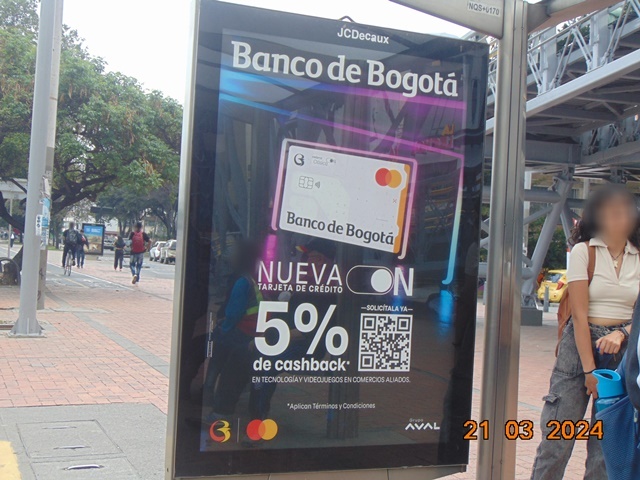 NQS+0170
JCDecaux
Banco de Bogotá
Banco de Bogotá
NUEVA ON
TARJETA DE CRÉDITO
5%
de cashback*
SOLICÍTALA YA
EN TECNOLOGÍA Y VIDEOJUEGOS EN COMERCIOS ALIADOS.
*Aplican Términos y Condiciones
Grupo
AVAL
21 03 2024